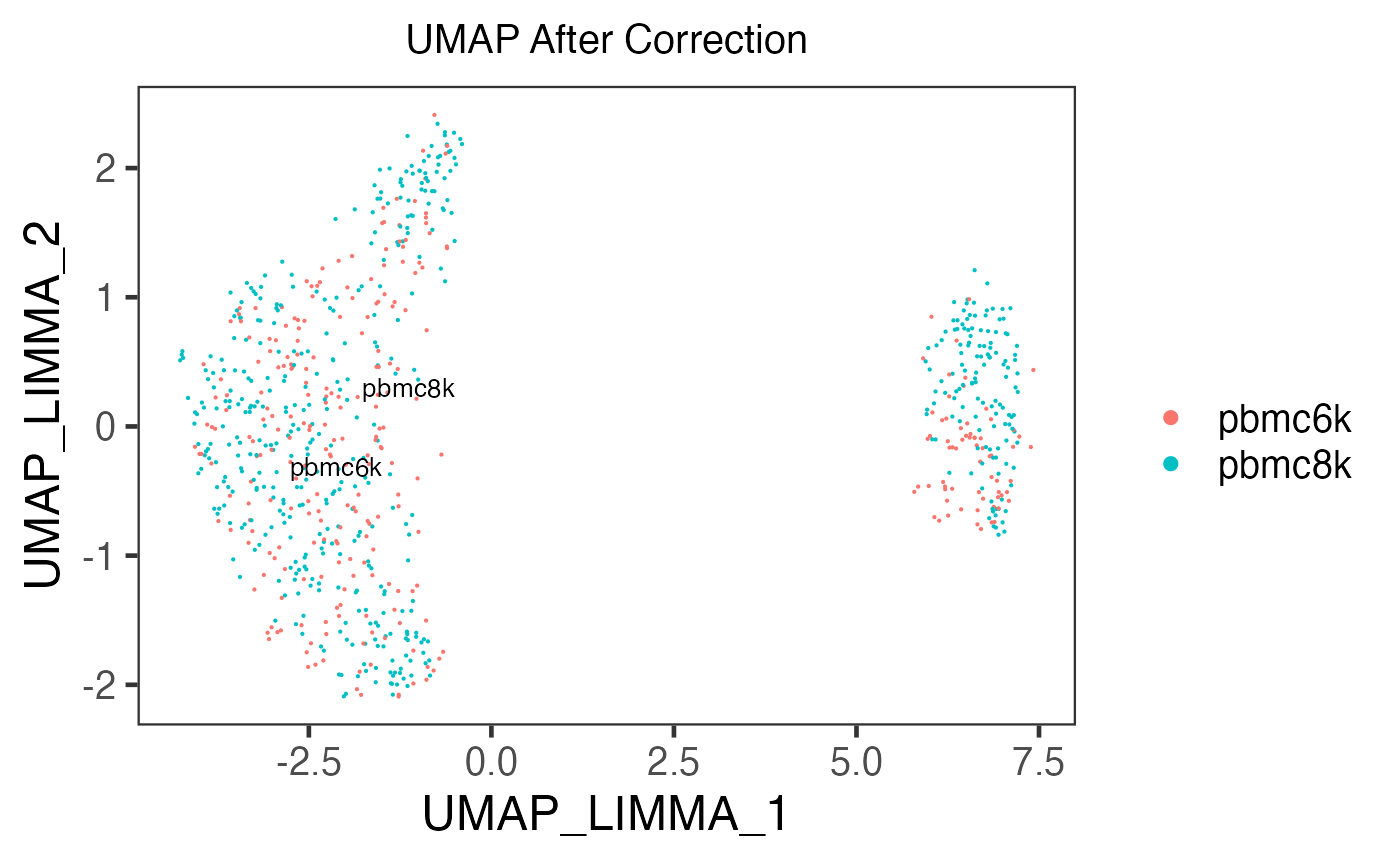 UMAP After Correction
UMAP_LIMMA_2
2
1
0
-1
-2
pbmc8k
pbmc6k
-2.5
0.0
2.5
5.0
7.5
UMAP_LIMMA_1
pbmc6k
pbmc8k